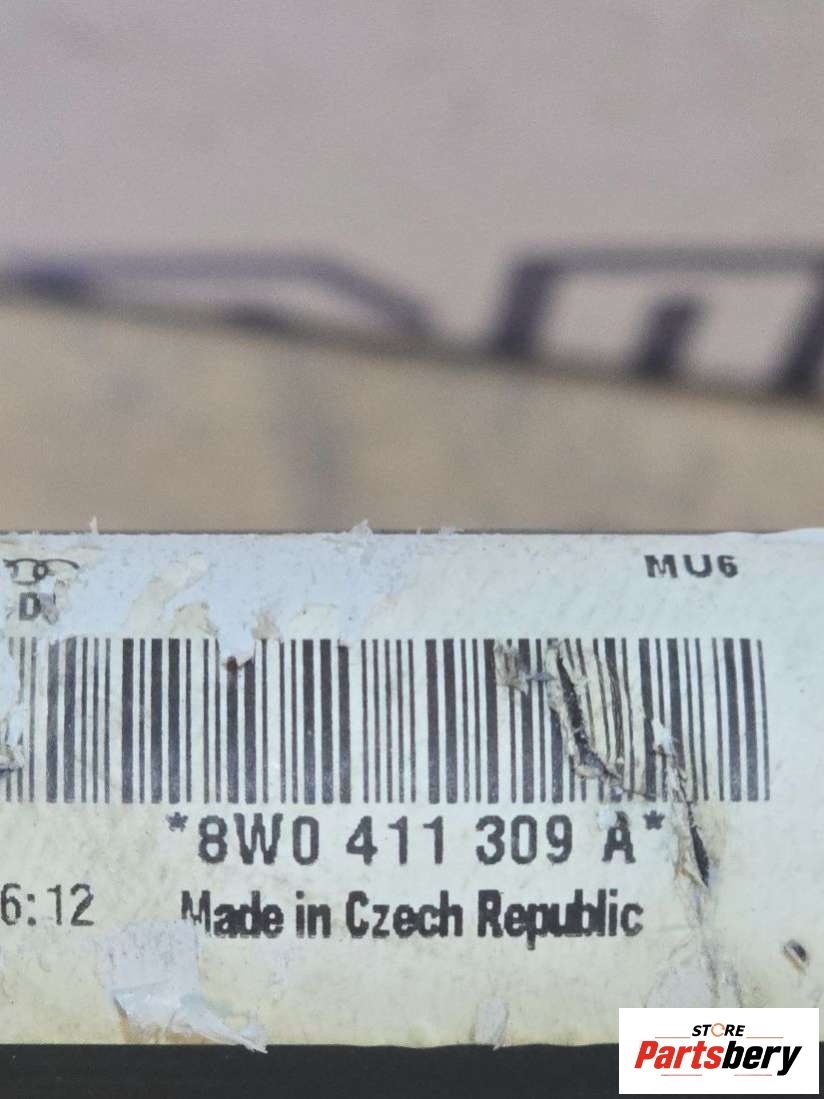 MU6
D
*8W0 411 309 A*
6:12 Made in Czech Republic
STORE
Partsbery